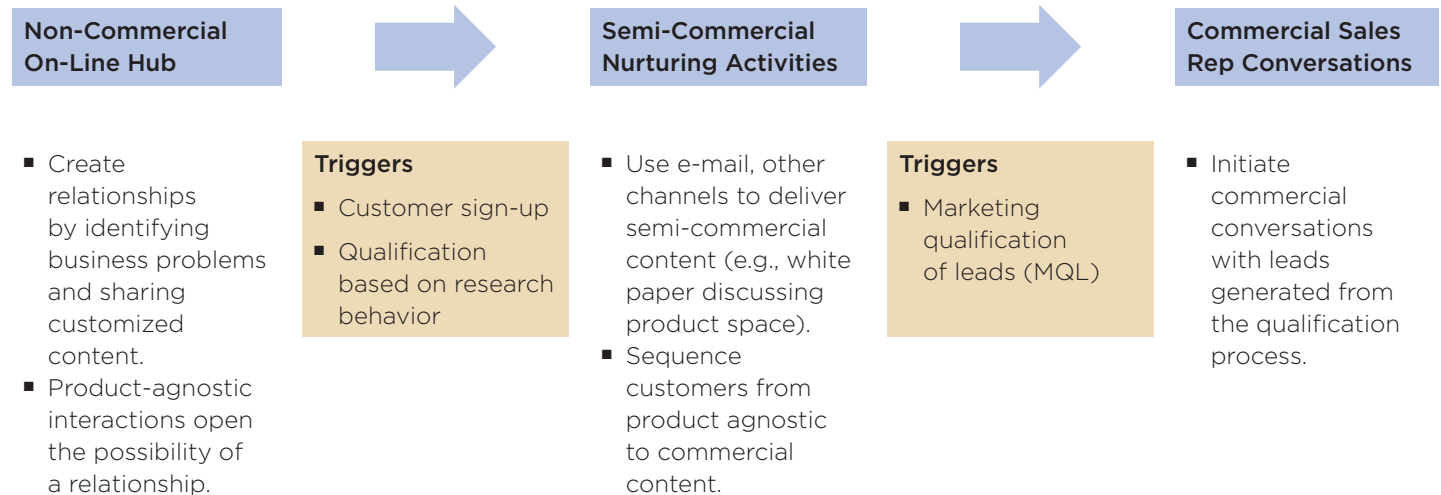 Non-Commercial
On-Line Hub
Semi-Commercial
Nurturing Activities
Commercial Sales
Rep Conversations
▪ Create
relationships
by identifying
business problems
and sharing
customized
content.
▪ Product-agnostic
interactions open
the possibility of
a relationship.
Triggers
▪ Customer sign-up
▪ Qualification
based on research
behavior
▪ Use e-mail, other
channels to deliver
semi-commercial
content (e.g., white
paper discussing
product space).
▪ Sequence
customers from
product agnostic
to commercial
content.
Triggers
▪ Marketing
qualification
of leads (MQL)
▪ Initiate
commercial
conversations
with leads
generated from
the qualification
process.